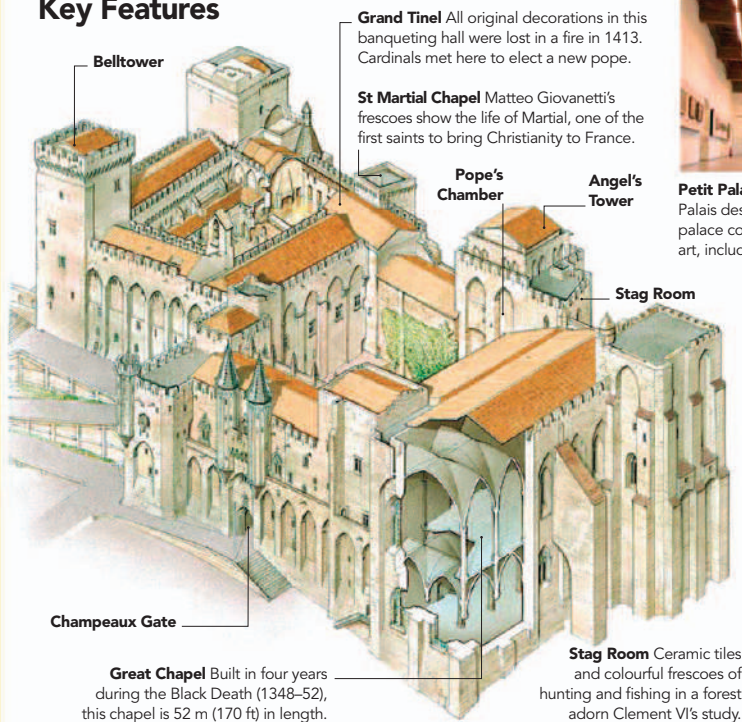 Key Features
Belltower
Grand Tinel All original decorations in this
banqueting hall were lost in a fire in 1413.
Cardinals met here to elect a new pope.
St Martial Chapel Matteo Giovanetti's
frescoes show the life of Martial, one of the
first saints to bring Christianity to France.
Pope's
Chamber
Angel's
Tower
Petit
Palais des
palace
art,
Stag Room
Champeaux Gate
Great Chapel Built in four years
during the Black Death (1348–52),
this chapel is 52 m (170 ft) in length.
Stag Room Ceramic tiles
and colourful frescoes of
hunting and fishing in a forest
adorn Clement VI's study.